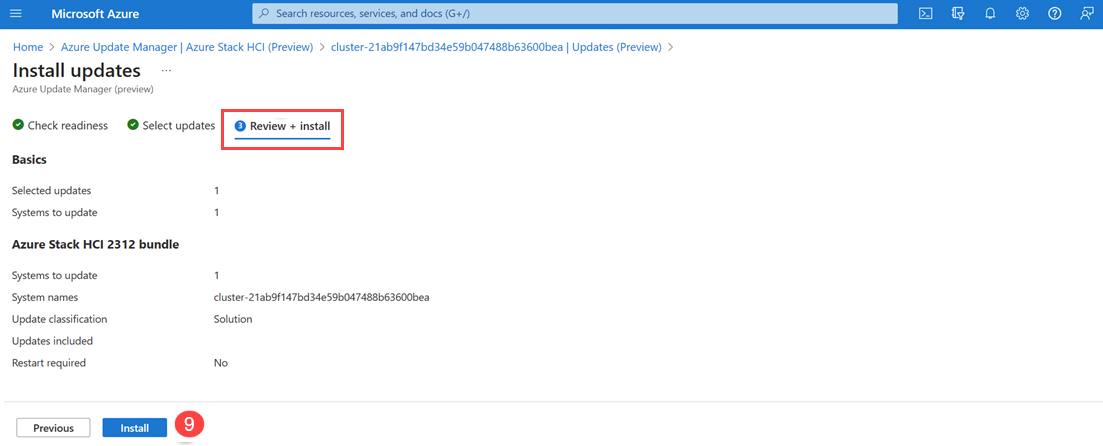 Microsoft Azure
Search resources, services, and docs (G+/)
Home > Azure Update Manager | Azure Stack HCI (Preview) > cluster-21ab9f147bd34e59b047488b63600bea | Updates (Preview) >
Install updates ...
Azure Update Manager (preview)
Check readiness Select updates 3 Review + install
Basics
Selected updates 1
Systems to update 1
Azure Stack HCI 2312 bundle
Systems to update 1
System names cluster-21ab9f147bd34e59b047488b63600bea
Update classification Solution
Updates included
Restart required No
Previous Install 9